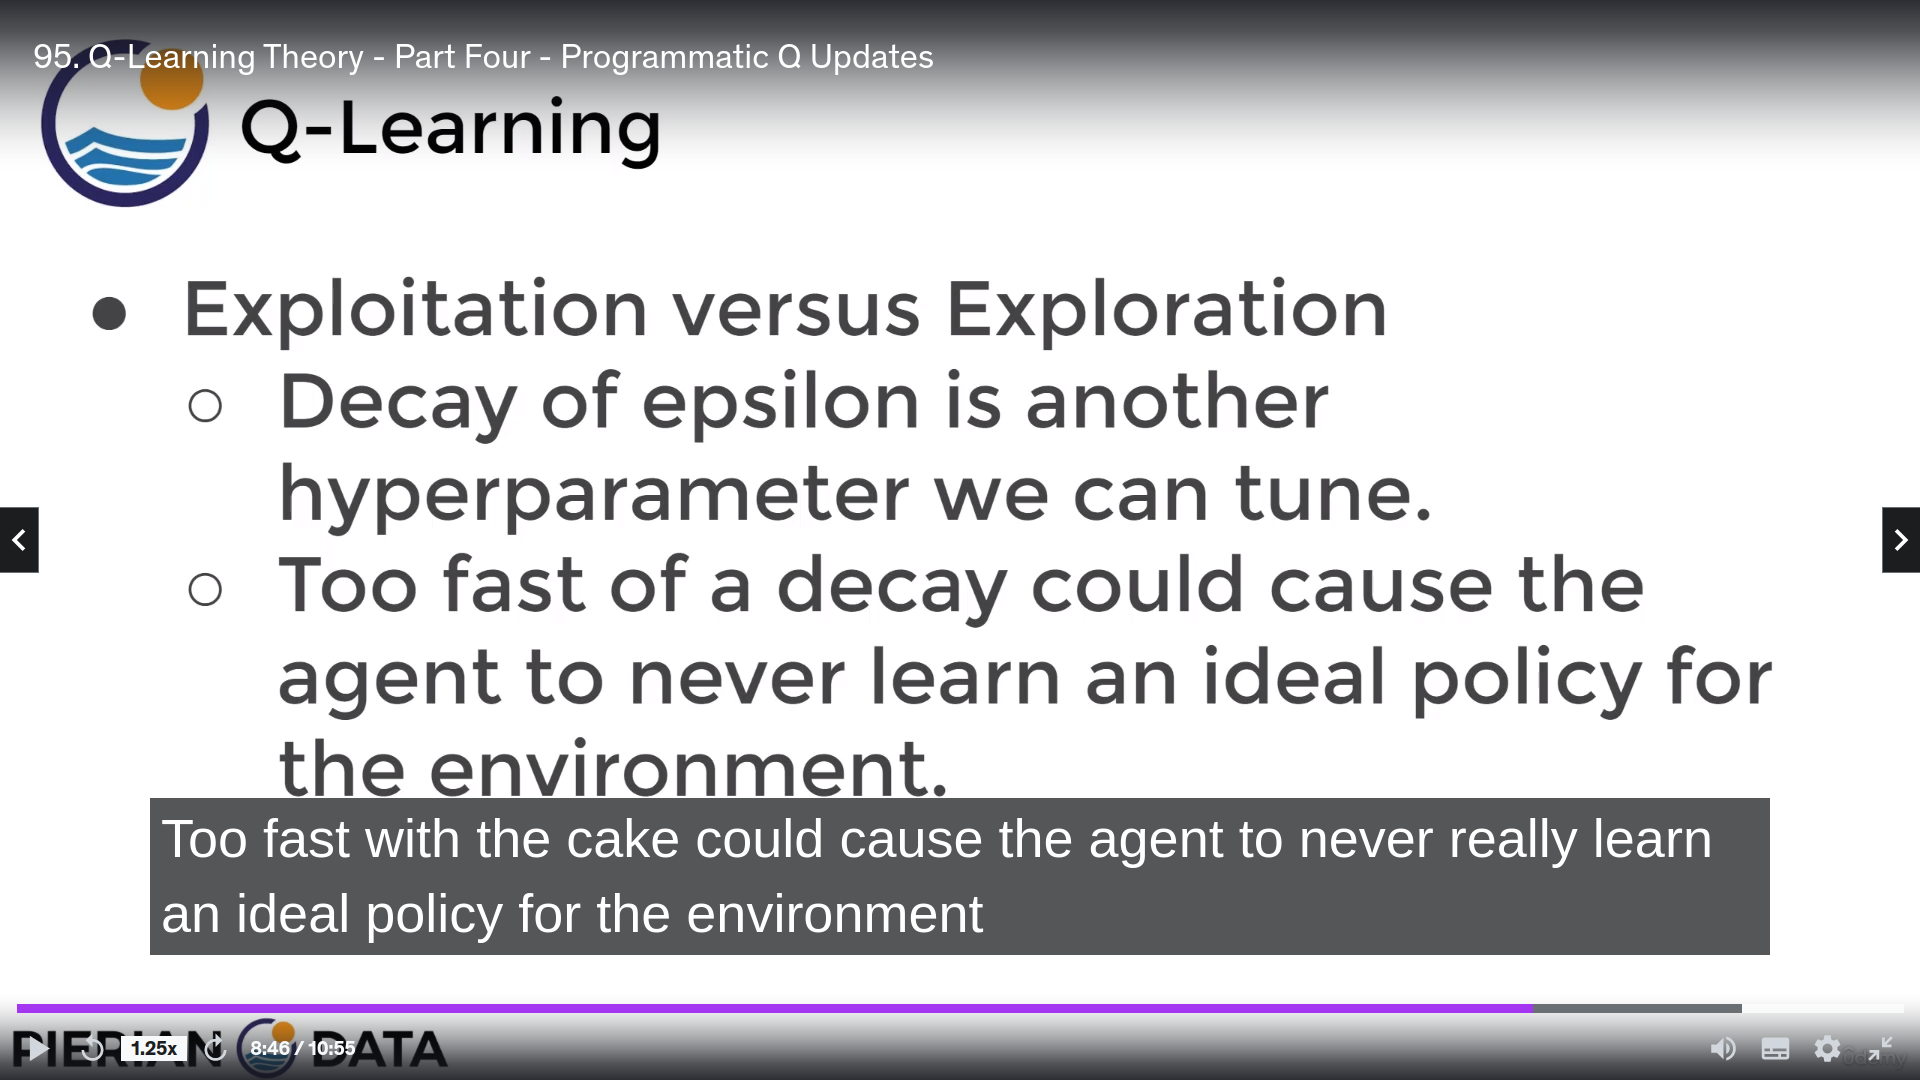 95. Q-Learning Theory - Part Four - Programmatic Q Updates
Q-Learning
● Exploitation versus Exploration
○ Decay of epsilon is another
hyperparameter we can tune.
○ Too fast of a decay could cause the
agent to never learn an ideal policy for
the environment.
Too fast with the cake could cause the agent to never really learn
an ideal policy for the environment
PIERIAN DATA
1.25x
8:46 / 10:55
ûdemy